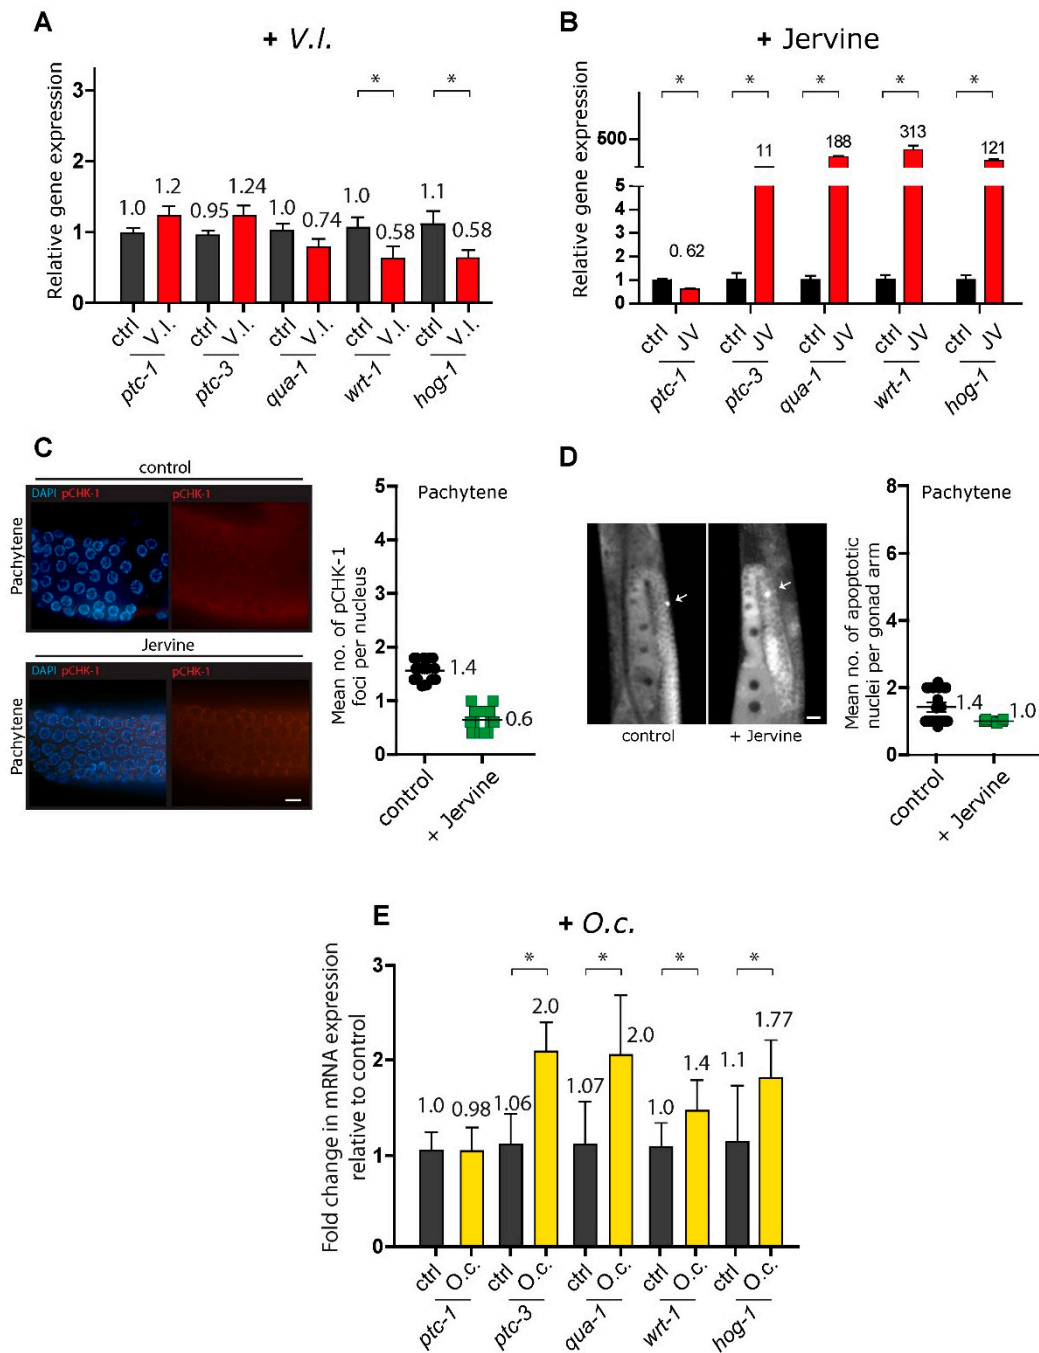 A
+ V.l.
Relative gene expression
3
2
1
0
1.0
1.2
0.95
1.24
1.0
0.74
1.0
0.58
1.1
0.58
*
*
ctrl
V.l.
ctrl
V.l.
ctrl
V.l.
ctrl
V.l.
ctrl
V.l.
ptc-1
ptc-3
qua-1
wrt-1
hog-1
B
+ Jervine
Relative gene expression
500
5
4
3
2
1
0
*
*
*
*
*
0.62
11
188
313
121
ctrl
JV
ctrl
JV
ctrl
JV
ctrl
JV
ctrl
JV
ptc-1
ptc-3
qua-1
wrt-1
hog-1
C
control
DAPI pCHK-1
pCHK-1
Pachytene
Jervine
DAPI pCHK-1
pCHK-1
Pachytene
Mean no. of pCHK-1
foci per nucleus
5
4
3
2
1
0
Pachytene
1.4
0.6
control
+ Jervine
D
control
+ Jervine
Mean no. of apoptotic
nuclei per gonad arm
8
6
4
2
0
Pachytene
1.4
1.0
control
+ Jervine
E
+ O.c.
Fold change in mRNA expression
relative to control
3
2
1
0
*
*
*
*
1.0
0.98
1.06
2.0
1.07
2.0
1.0
1.4
1.1
1.77
ctrl
O.c.
ctrl
O.c.
ctrl
O.c.
ctrl
O.c.
ctrl
O.c.
ptc-1
ptc-3
qua-1
wrt-1
hog-1